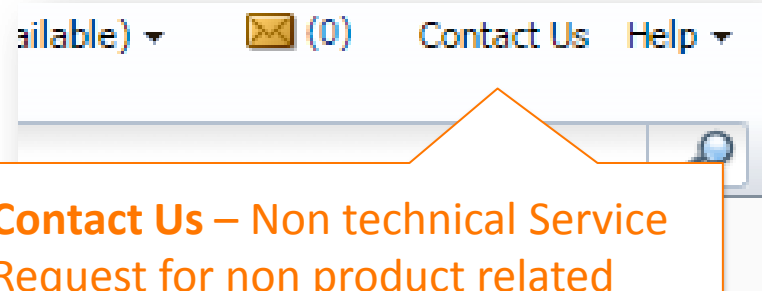 ailable) (0) Contact Us Help
Contact Us – Non technical Service
Request for non product related